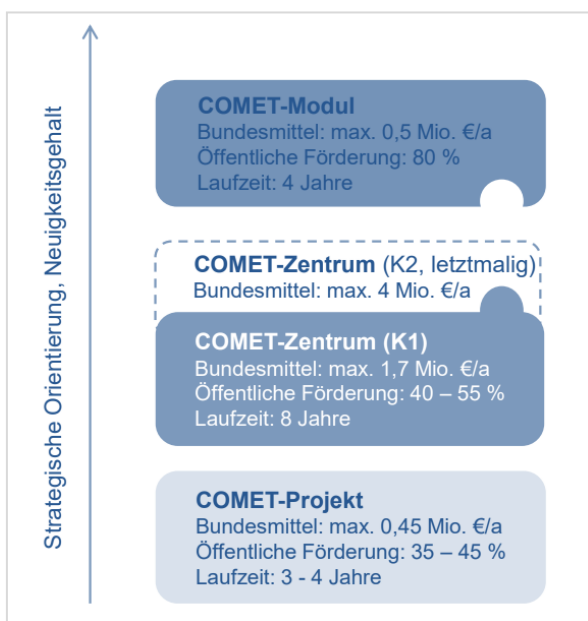 Strategische Orientierung, Neuigkeitsgehalt
COMET-Modul
Bundesmittel: max. 0,5 Mio. €/a
Öffentliche Förderung: 80 %
Laufzeit: 4 Jahre
COMET-Zentrum (K2, letztmalig)
Bundesmittel: max. 4 Mio. €/a
COMET-Zentrum (K1)
Bundesmittel: max. 1,7 Mio. €/a
Öffentliche Förderung: 40 – 55 %
Laufzeit: 8 Jahre
COMET-Projekt
Bundesmittel: max. 0,45 Mio. €/a
Öffentliche Förderung: 35 – 45 %
Laufzeit: 3 - 4 Jahre